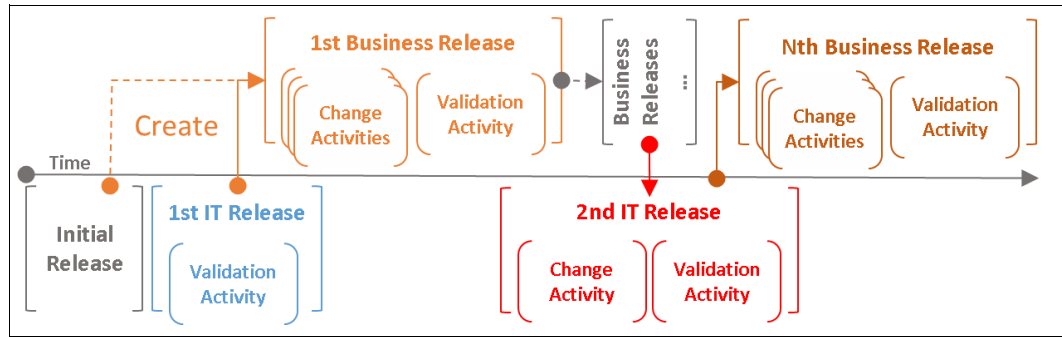 1st Business Release
Change
Activities
Validation
Activity
Business
Releases
...
Nth Business Release
Change
Activities
Validation
Activity
Create
Time
Initial
Release
1st IT Release
Validation
Activity
2nd IT Release
Change
Activity
Validation
Activity